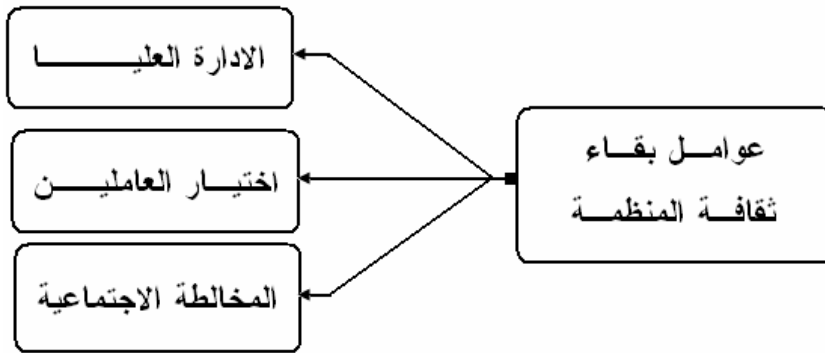 عوامل بقاء
ثقافة المنظمة
الادارة العليا
اختيار العاملين
المخالطة الاجتماعية